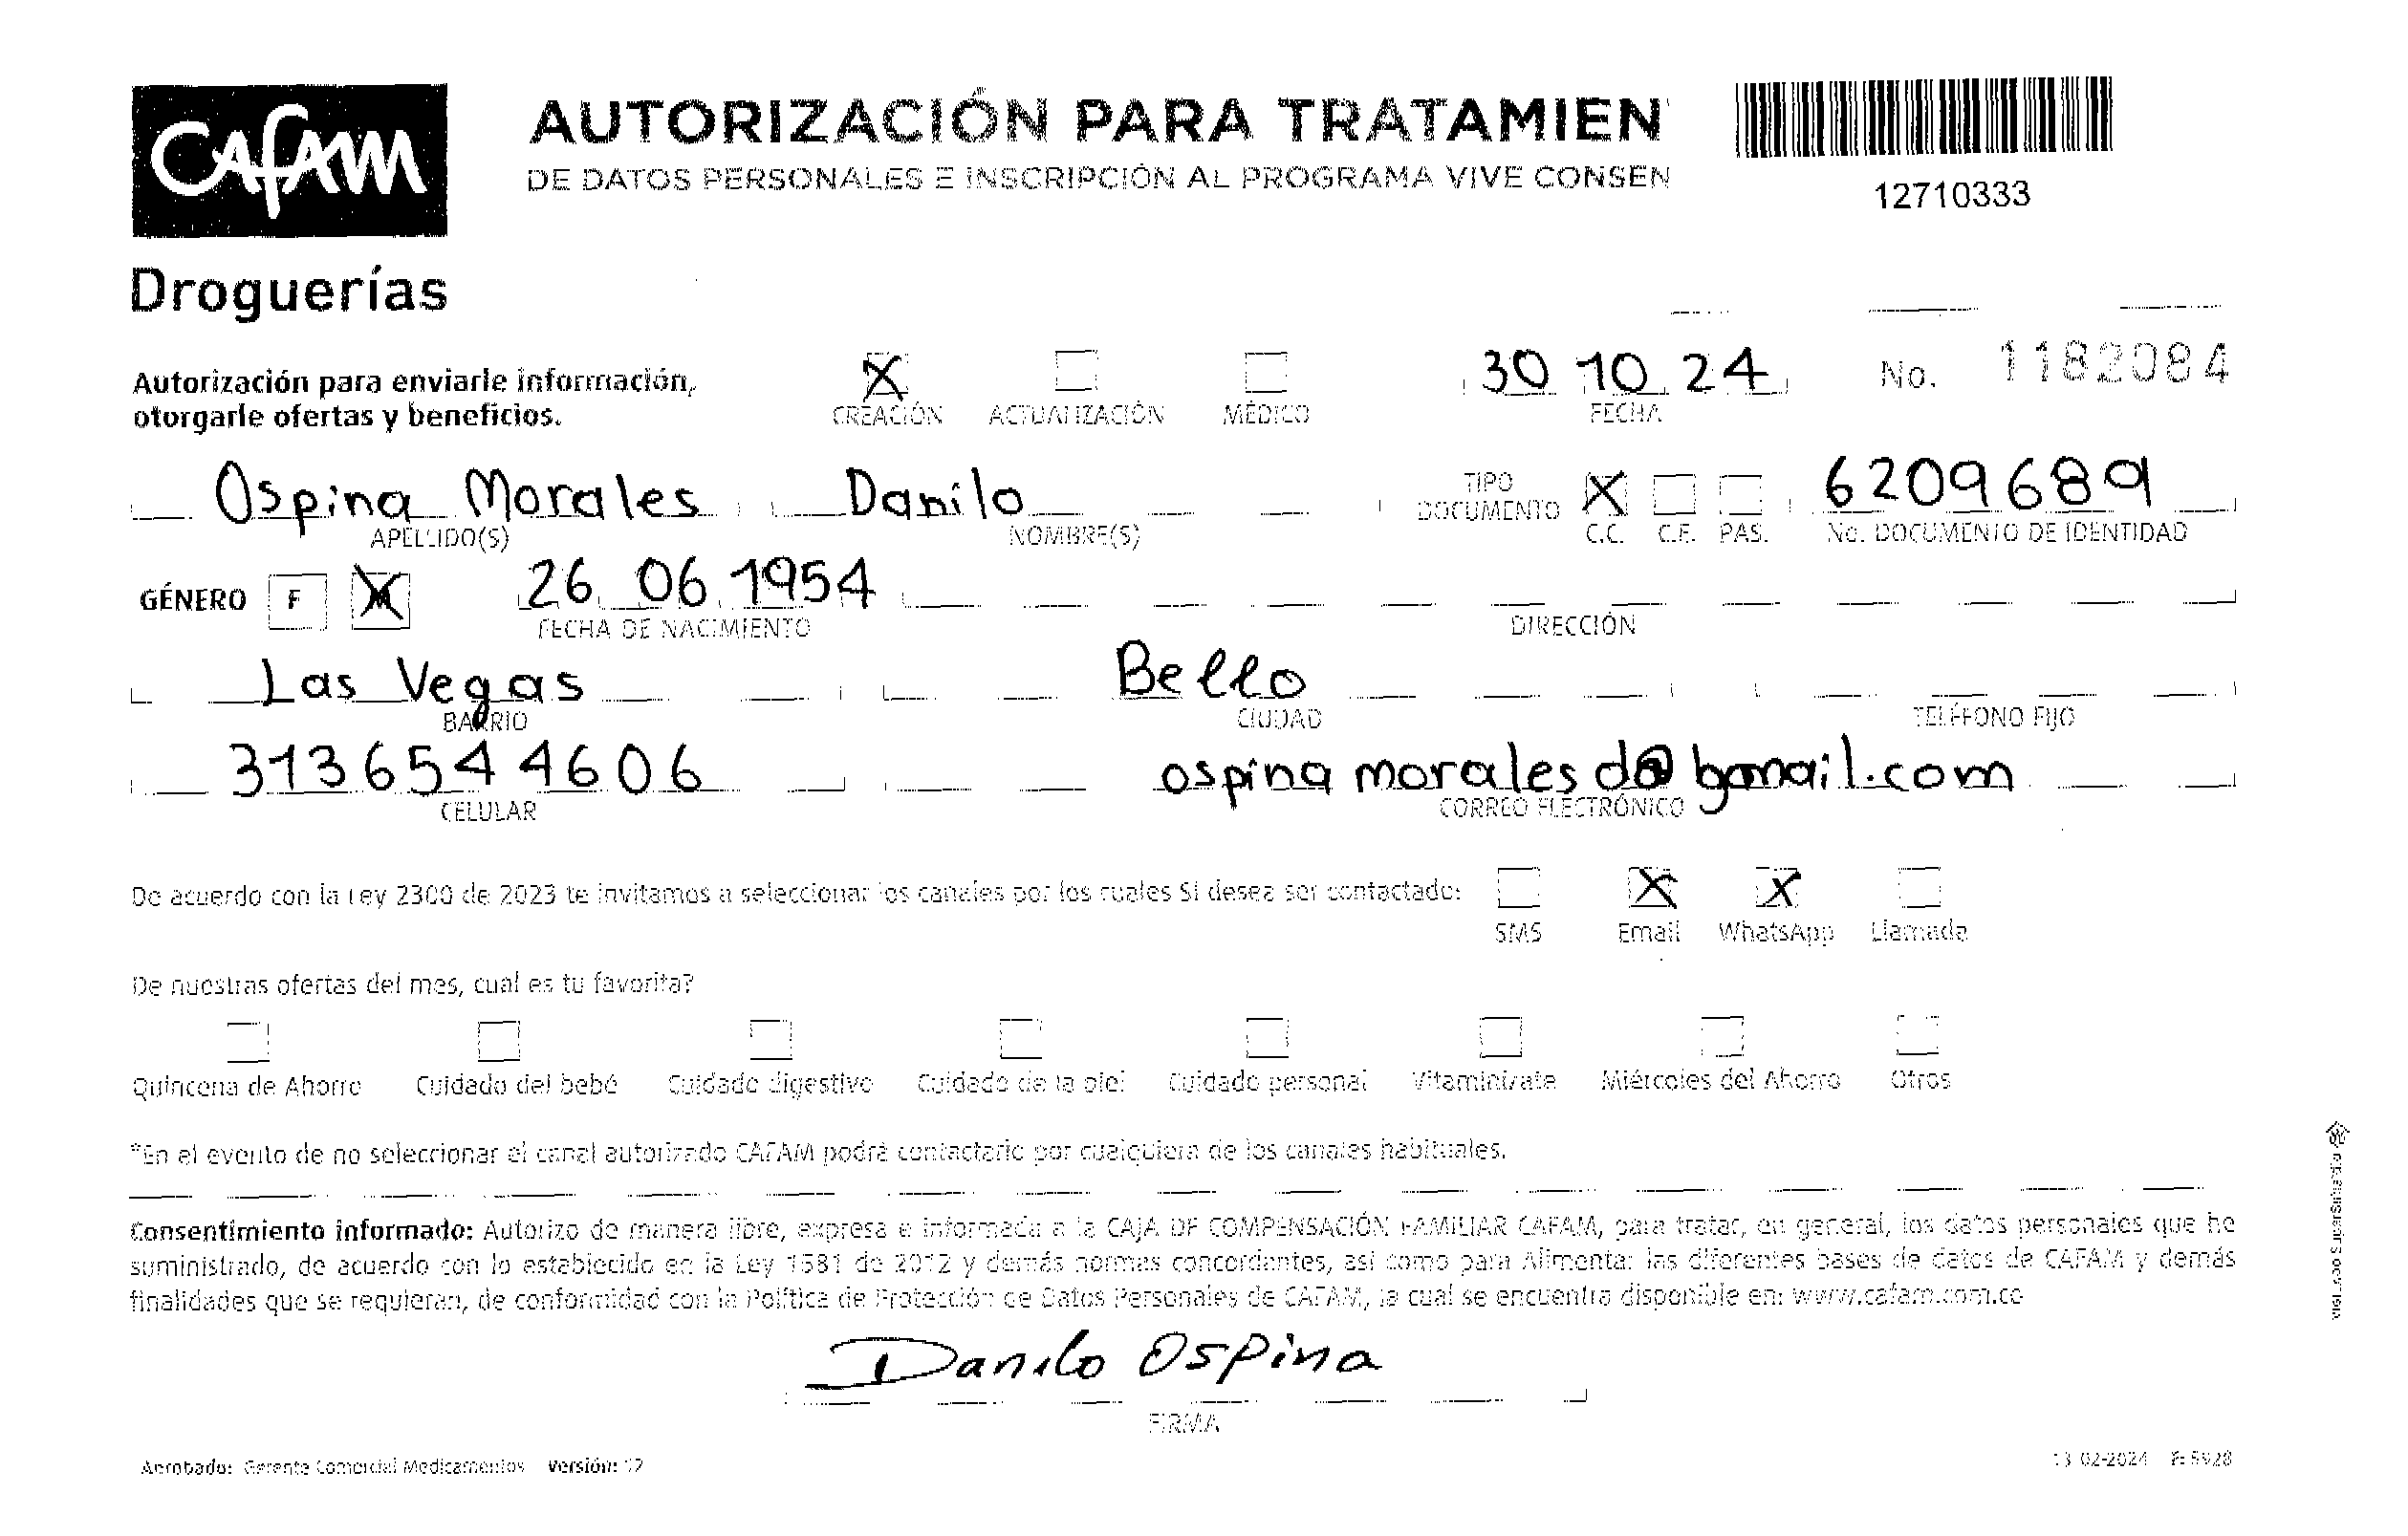 CAFAM
AUTORIZACIÓN PARA TRATAMIEN
DE DATOS PERSONALES E INSCRIPCIÓN AL PROGRAMA VIVE CONSEN
12710333
Droguerías
Autorización para enviarle información,
otorgarle ofertas y beneficios.
X CREACIÓN ACTUALIZACIÓN MÉDICO
30 10 24 FECHA
No. 1182084
Ospina Morales Danilo
APELLIDO(S) NOMBRE(S)
TIPO DOCUMENTO X C.C. C.E. PAS.
6209689
No. DOCUMENTO DE IDENTIDAD
GÉNERO F M X 26 06 1954
FECHA DE NACIMIENTO DIRECCIÓN
Las Vegas Bello
BARRIO CIUDAD TELÉFONO FIJO
3136544606 ospina moralesd@gmail.com
CELULAR CORREO ELECTRÓNICO
De acuerdo con la Ley 2300 de 2023 te invitamos a seleccionar los canales por los cuales SI desea ser contactado:
X X
SMS Email WhatsApp Llamada
De nuestras ofertas del mes, cual es tu favorita?
Quincena de Ahorro Cuidado del bebé Cuidado digestivo Cuidado de la piel Cuidado personal Vitaminízate Miércoles del Ahorro Otros
*En el evento de no seleccionar el canal autorizado CAFAM podrá contactarlo por cualquiera de los canales habituales.
Consentimiento informado: Autorizo de manera libre, expresa e informada a la CAJA DE COMPENSACIÓN FAMILIAR CAFAM, para tratar, en general, los datos personales que he
suministrado, de acuerdo con lo establecido en la Ley 1581 de 2012 y demás normas concordantes, así como para Alimentar las diferentes bases de datos de CAFAM y demás
finalidades que se requieran, de conformidad con la Política de Protección de Datos Personales de CAFAM, la cual se encuentra disponible en: www.cafam.com.co
Danilo Ospina
FIRMA
Aprobado: Gerente Comercial Medicamentos Versión: 12
13-02-2024 F: 5928